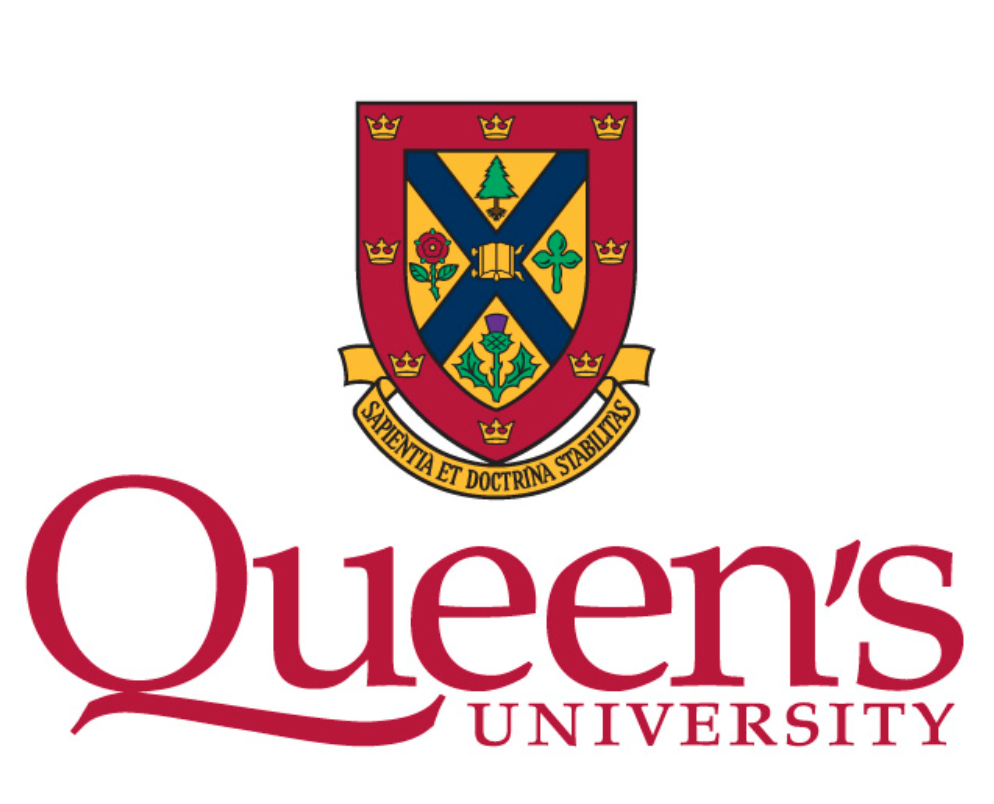 SAPIENTIA ET DOCTRINA STABILITAS
Queen's
UNIVERSITY